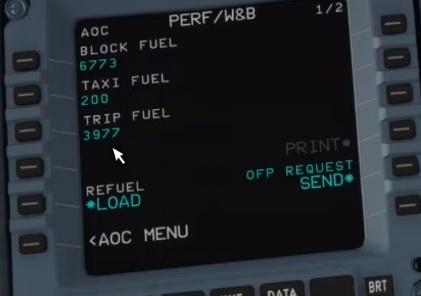 AOC PERF/W&B 1/2
BLOCK FUEL
6773
TAXI FUEL
200
TRIP FUEL
3977
PRINT*
REFUEL OFP REQUEST
*LOAD SEND*
<AOC MENU
DATA
BRT